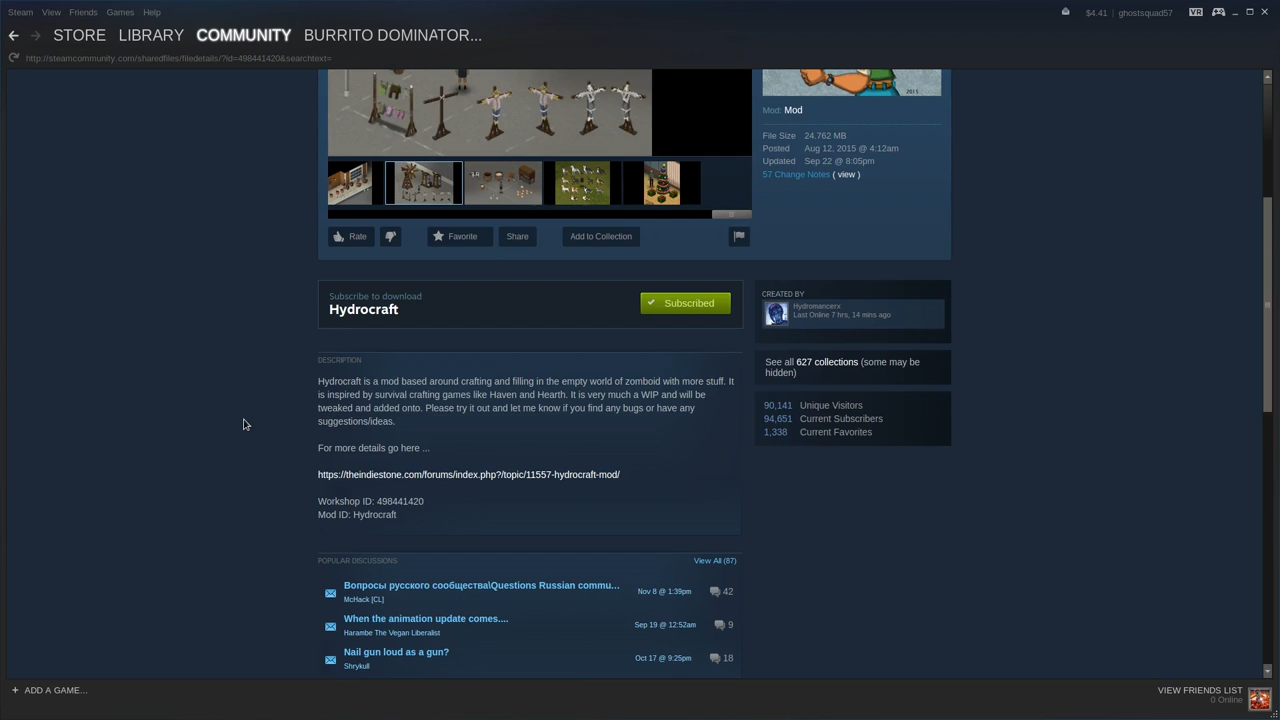 Steam View Friends Games Help
$4.41 | ghostsquad57 VR
STORE LIBRARY COMMUNITY BURRITO DOMINATOR...
http://steamcommunity.com/sharedfiles/filedetails/?id=498441420&searchtext=
2015
Mod: Mod
File Size 24.762 MB
Posted Aug 12, 2015 @ 4:12am
Updated Sep 22 @ 8:05pm
57 Change Notes ( view )
Rate Favorite Share Add to Collection
Subscribe to download
Hydrocraft
Subscribed
CREATED BY
Hydromancerx
Last Online 7 hrs, 14 mins ago
See all 627 collections (some may be
hidden)
90,141 Unique Visitors
94,651 Current Subscribers
1,338 Current Favorites
DESCRIPTION
Hydrocraft is a mod based around crafting and filling in the empty world of zomboid with more stuff. It
is inspired by survival crafting games like Haven and Hearth. It is very much a WIP and will be
tweaked and added onto. Please try it out and let me know if you find any bugs or have any
suggestions/ideas.
For more details go here ...
https://theindiestone.com/forums/index.php?/topic/11557-hydrocraft-mod/
Workshop ID: 498441420
Mod ID: Hydrocraft
POPULAR DISCUSSIONS View All (87)
Вопросы русского сообщества\Questions Russian commu...
McHack [CL]
Nov 8 @ 1:39pm 42
When the animation update comes....
Harambe The Vegan Liberalist
Sep 19 @ 12:52am 9
Nail gun loud as a gun?
Shrykull
Oct 17 @ 9:25pm 18
+ ADD A GAME...
VIEW FRIENDS LIST
0 Online